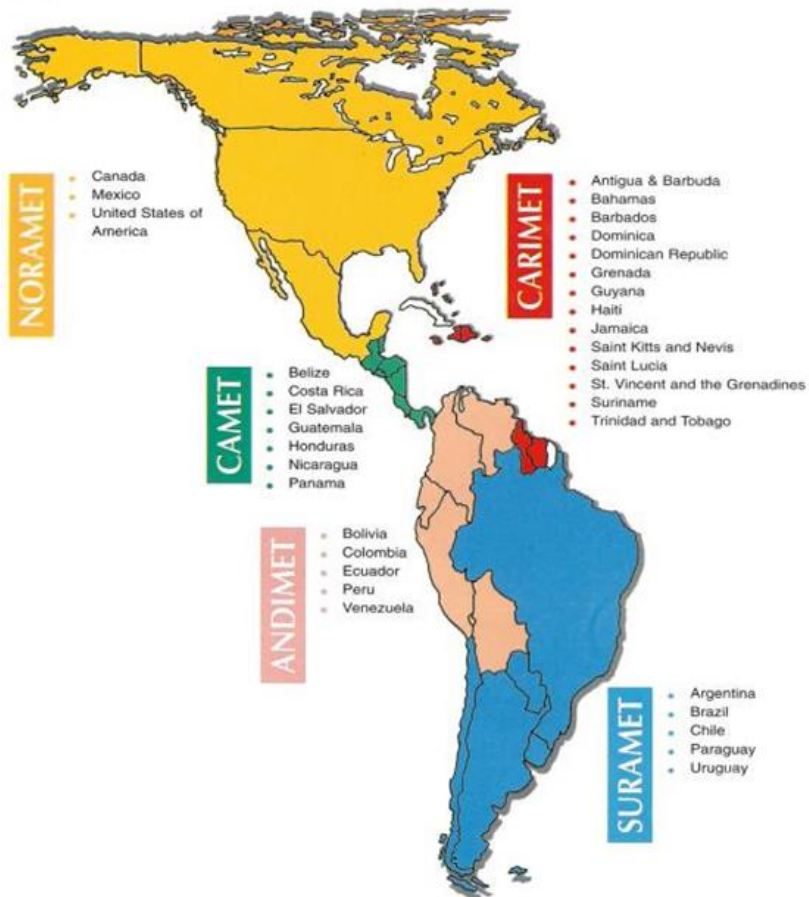 NORAMET
Canada
Mexico
United States of
America
CARIMET
Antigua & Barbuda
Bahamas
Barbados
Dominica
Dominican Republic
Grenada
Guyana
Haiti
Jamaica
Saint Kitts and Nevis
Saint Lucia
St. Vincent and the Grenadines
Suriname
Trinidad and Tobago
CAMET
Belize
Costa Rica
El Salvador
Guatemala
Honduras
Nicaragua
Panama
ANDIMET
Bolivia
Colombia
Ecuador
Peru
Venezuela
SURAMET
Argentina
Brazil
Chile
Paraguay
Uruguay